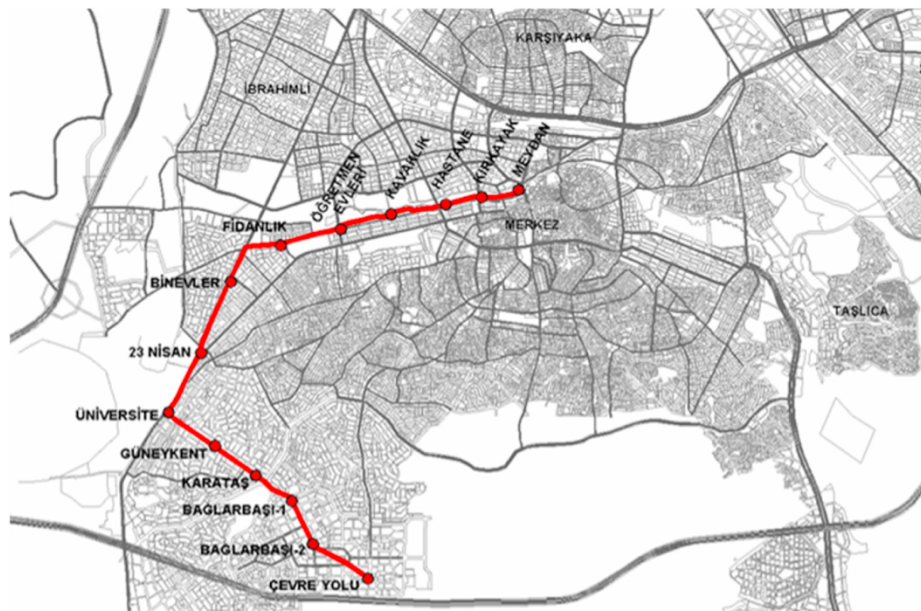 KARŞIYAKA
İBRAHİMLİ
MEYDAN
KIRKAYAK
HASTANE
KAVAKLIK
ÖĞRETMEN
EVLERİ
FİDANLIK
MERKEZ
BİNEVLER
TAŞLICA
23 NİSAN
ÜNİVERSİTE
GÜNEYKENT
KARATAŞ
BAĞLARBAŞI-1
BAĞLARBAŞI-2
ÇEVRE YOLU